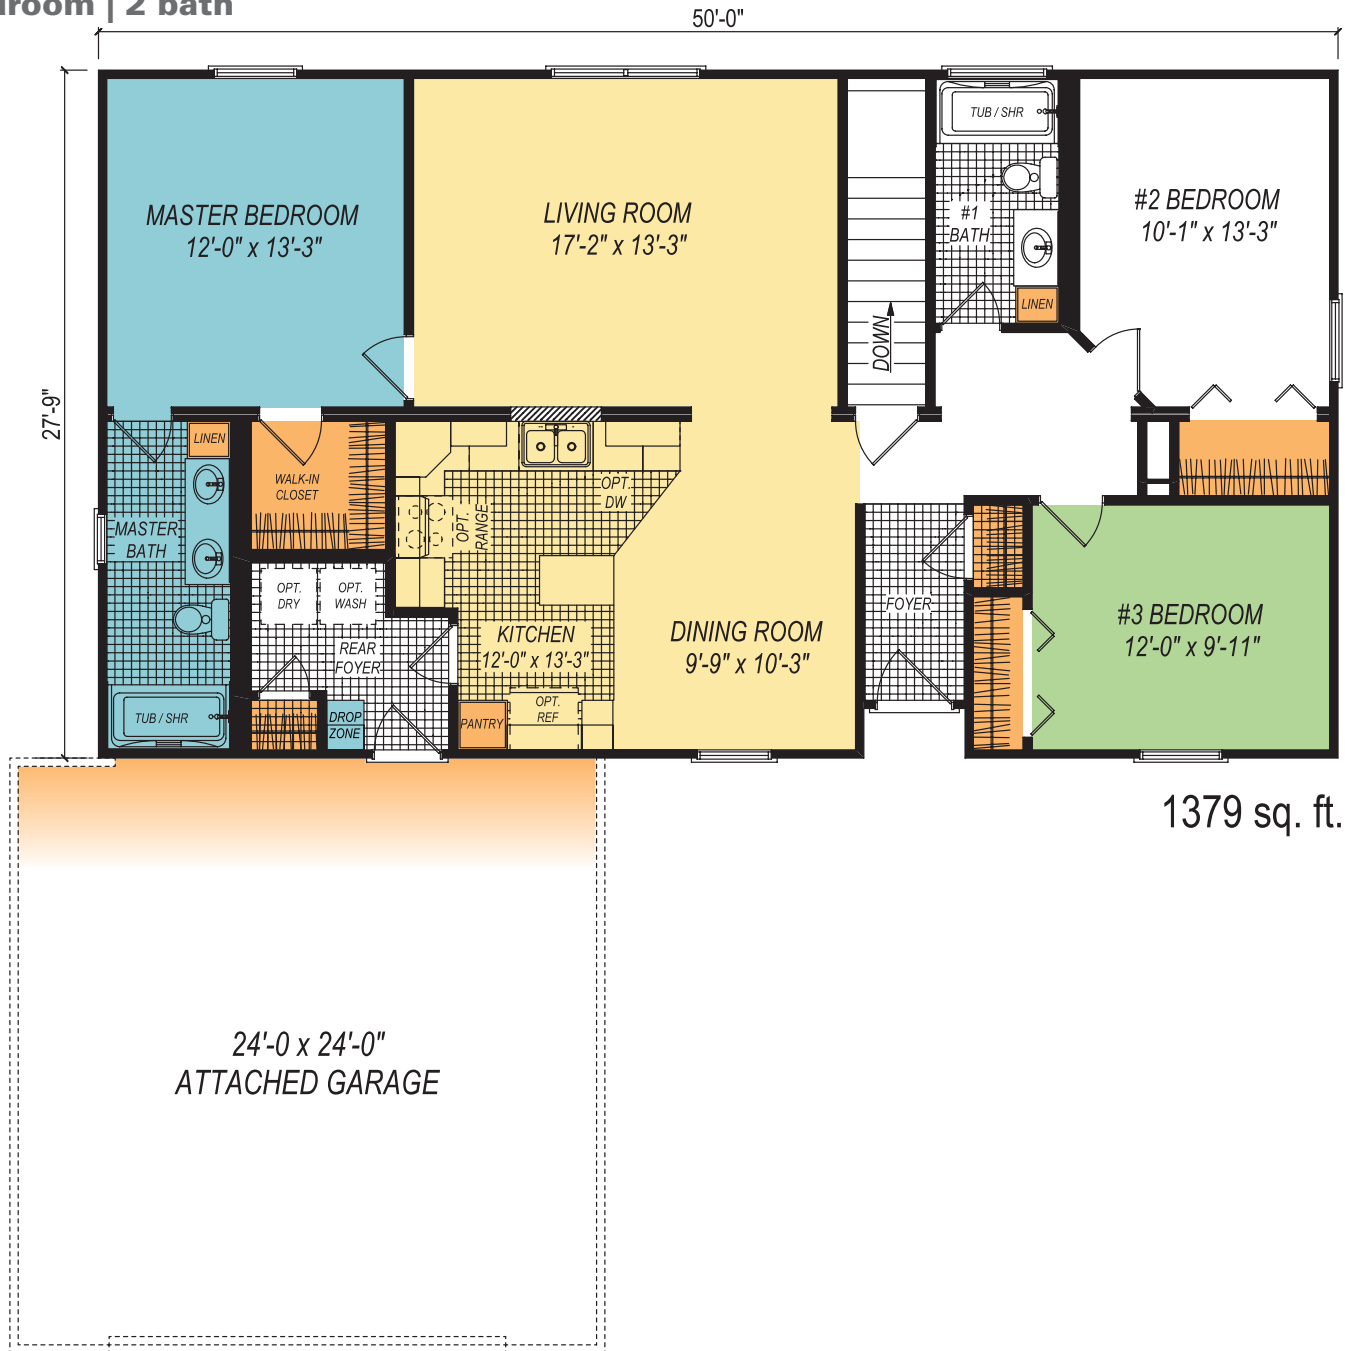 droom | 2 bath
50'-0"
27'-9"
MASTER BEDROOM
12'-0" x 13'-3"
LIVING ROOM
17'-2" x 13'-3"
DOWN
TUB / SHR
#1
BATH
LINEN
#2 BEDROOM
10'-1" x 13'-3"
LINEN
MASTER
BATH
TUB / SHR
WALK-IN
CLOSET
OPT.
DRY
OPT.
WASH
REAR
FOYER
DROP
ZONE
OPT.
RANGE
OPT.
DW
KITCHEN
12'-0" x 13'-3"
PANTRY
OPT.
REF
DINING ROOM
9'-9" x 10'-3"
FOYER
#3 BEDROOM
12'-0" x 9'-11"
1379 sq. ft.
24'-0 x 24'-0"
ATTACHED GARAGE